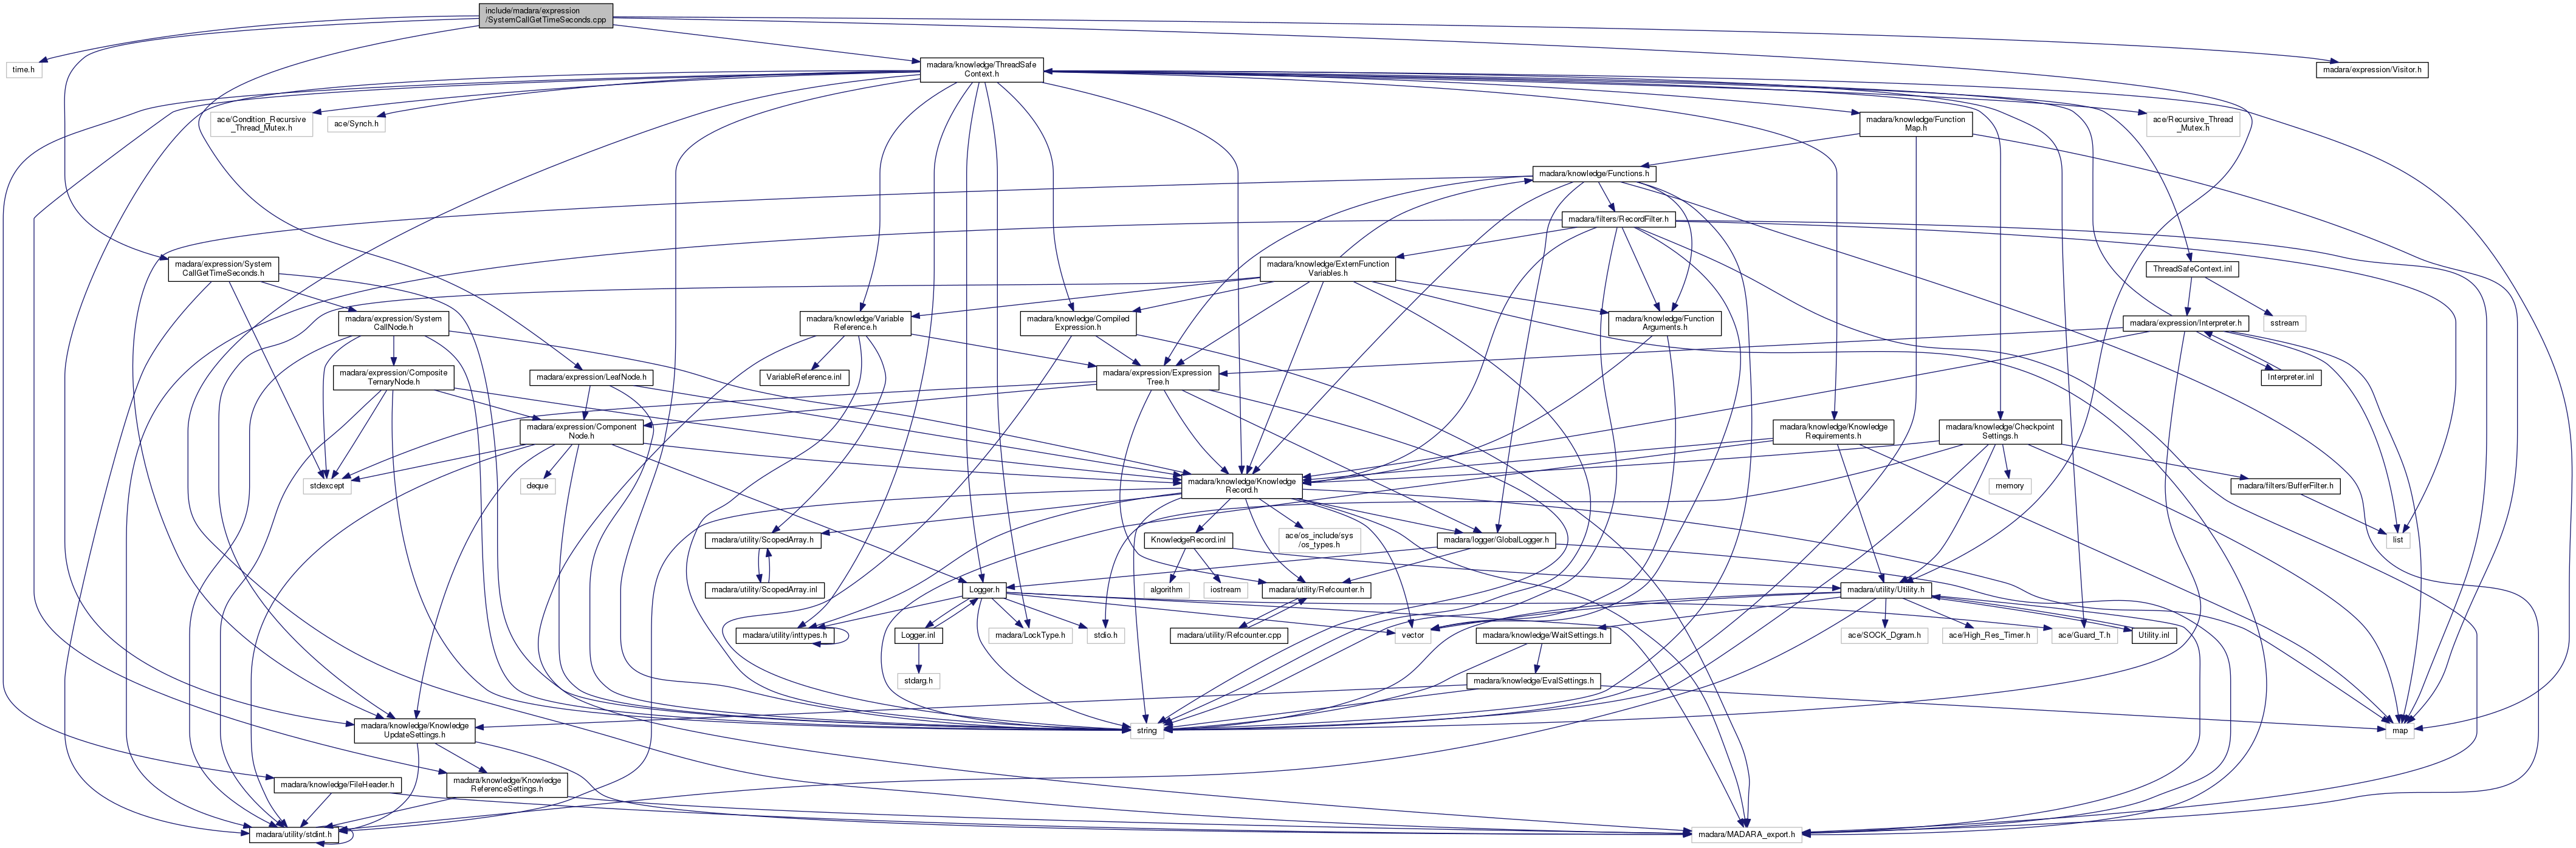 include/madara/expression
/SystemCallGetTimeSeconds.cpp
time.h
madara/knowledge/ThreadSafe
Context.h
madara/expression/Visitor.h
ace/Condition_Recursive
_Thread_Mutex.h
ace/Synch.h
madara/knowledge/Function
Map.h
ace/Recursive_Thread
_Mutex.h
madara/knowledge/Functions.h
madara/filters/RecordFilter.h
madara/expression/System
CallGetTimeSeconds.h
madara/knowledge/ExternFunction
Variables.h
ThreadSafeContext.inl
madara/expression/System
CallNode.h
madara/knowledge/Variable
Reference.h
madara/knowledge/Compiled
Expression.h
madara/knowledge/Function
Arguments.h
madara/expression/Interpreter.h
sstream
madara/expression/Composite
TernaryNode.h
madara/expression/LeafNode.h
VariableReference.inl
madara/expression/Expression
Tree.h
Interpreter.inl
madara/expression/Component
Node.h
madara/knowledge/Knowledge
Requirements.h
madara/knowledge/Checkpoint
Settings.h
stdexcept
deque
madara/knowledge/Knowledge
Record.h
memory
madara/filters/BufferFilter.h
madara/utility/ScopedArray.h
KnowledgeRecord.inl
ace/os_include/sys
/os_types.h
madara/logger/GlobalLogger.h
list
madara/utility/ScopedArray.inl
Logger.h
algorithm
iostream
madara/utility/Refcounter.h
madara/utility/Utility.h
madara/utility/inttypes.h
Logger.inl
madara/LockType.h
stdio.h
madara/utility/Refcounter.cpp
vector
madara/knowledge/WaitSettings.h
ace/SOCK_Dgram.h
ace/High_Res_Timer.h
ace/Guard_T.h
Utility.inl
stdarg.h
madara/knowledge/EvalSettings.h
madara/knowledge/Knowledge
UpdateSettings.h
string
map
madara/knowledge/FileHeader.h
madara/knowledge/Knowledge
ReferenceSettings.h
madara/utility/stdint.h
madara/MADARA_export.h